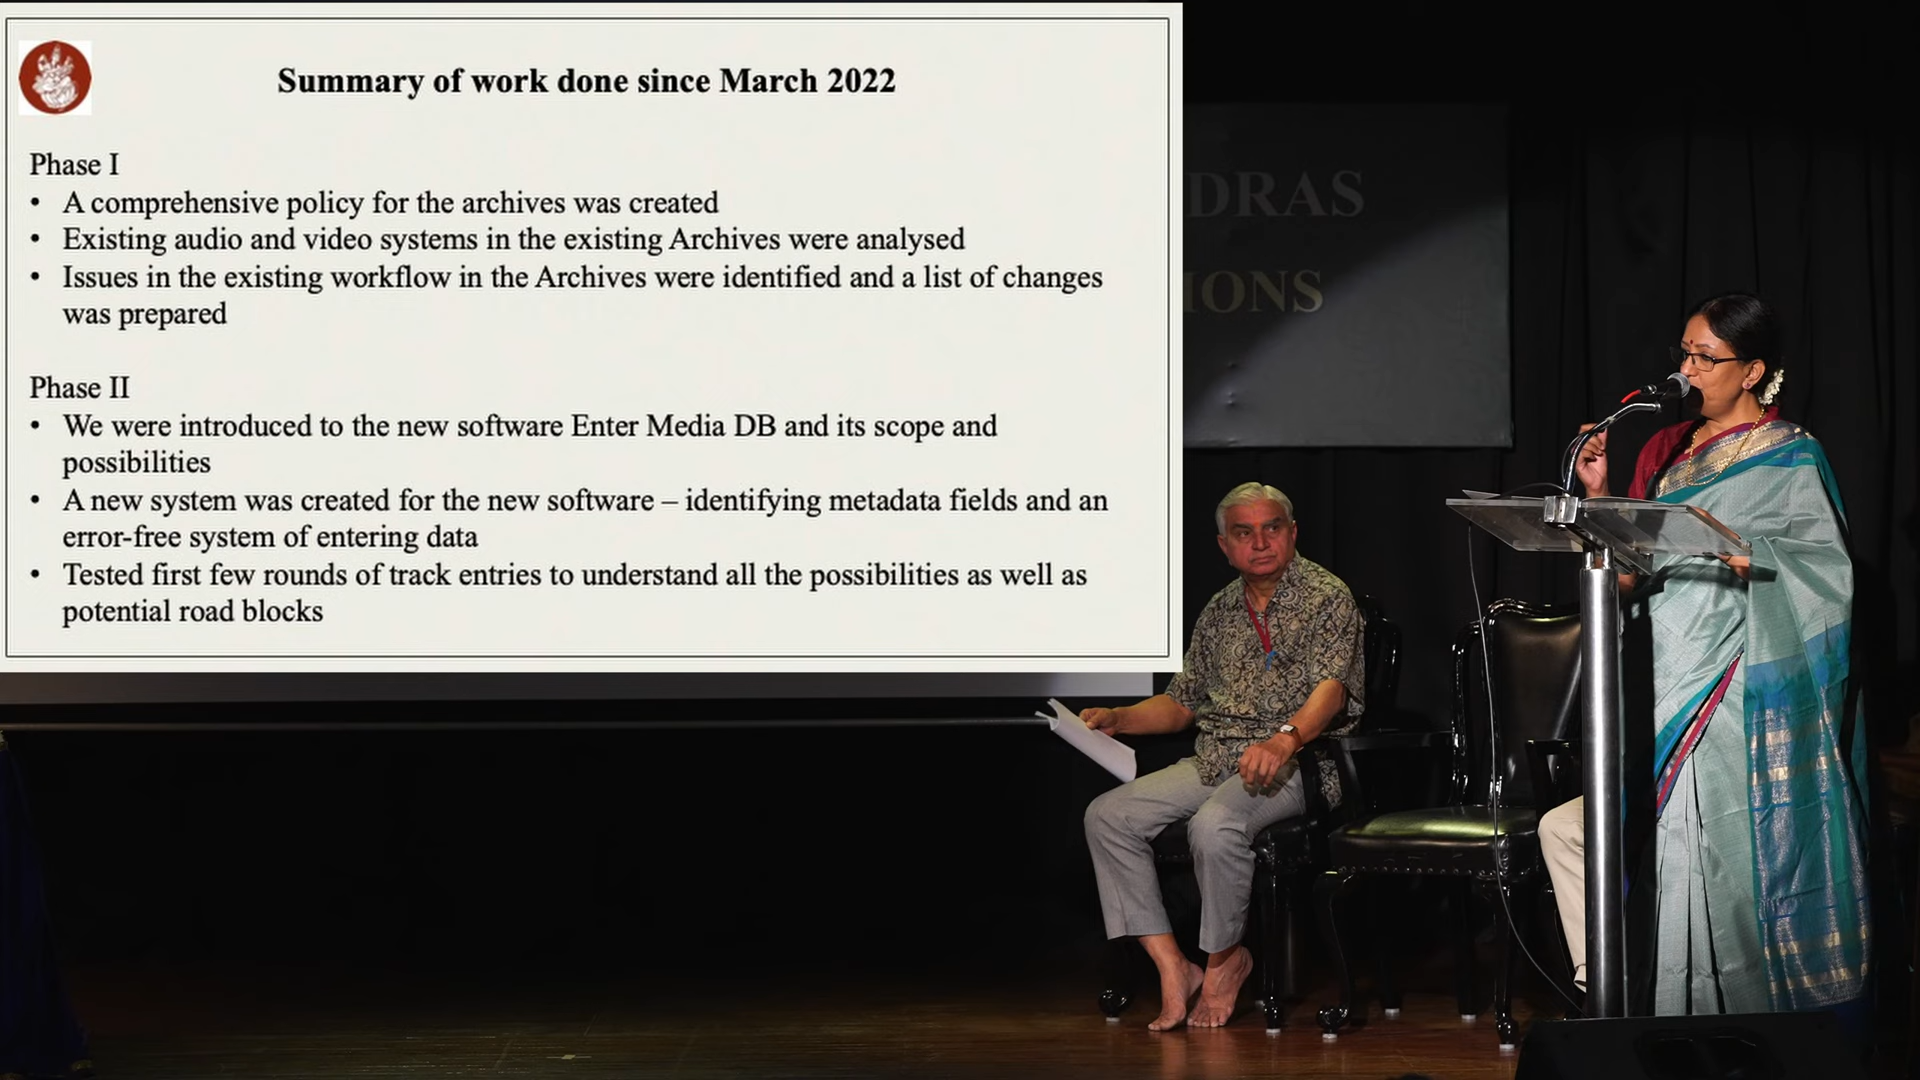 Summary of work done since March 2022
Phase I
• A comprehensive policy for the archives was created
• Existing audio and video systems in the existing Archives were analysed
• Issues in the existing workflow in the Archives were identified and a list of changes
was prepared
Phase II
• We were introduced to the new software Enter Media DB and its scope and
possibilities
• A new system was created for the new software – identifying metadata fields and an
error-free system of entering data
• Tested first few rounds of track entries to understand all the possibilities as well as
potential road blocks
DRAS
IONS